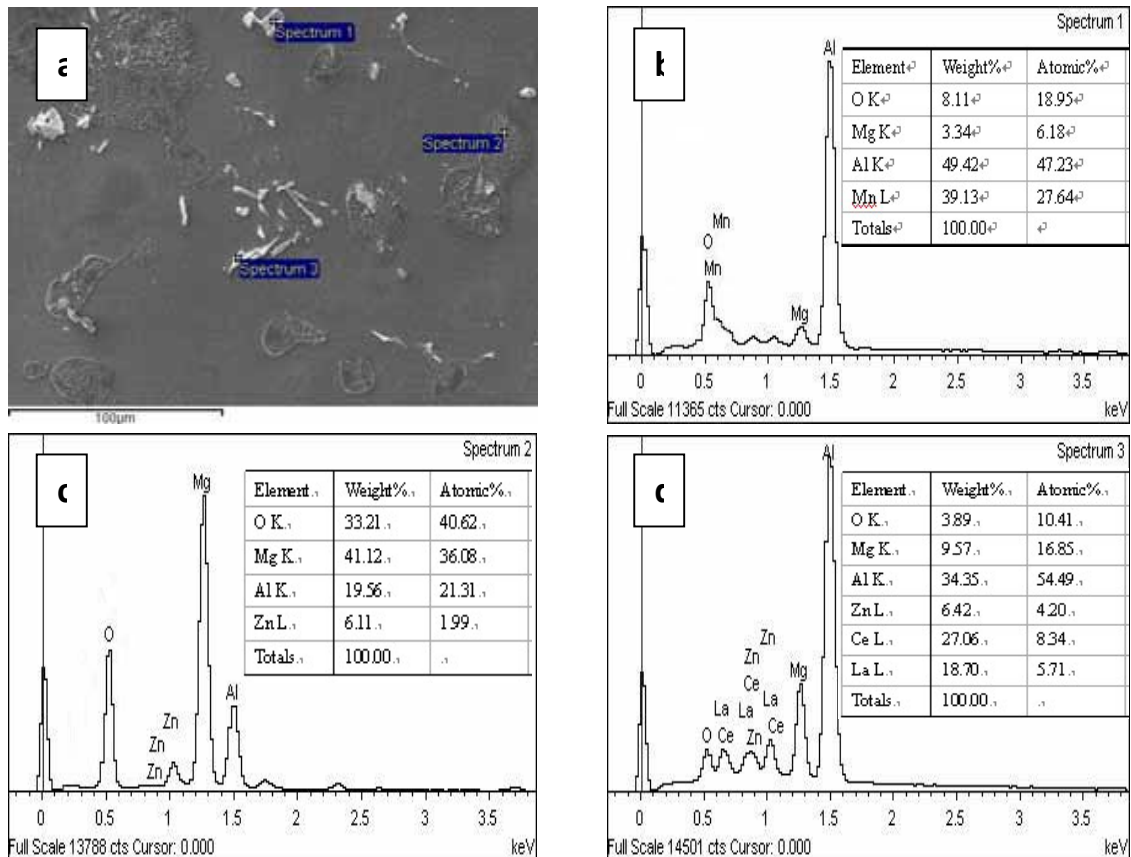 a
Spectrum 1
Spectrum 2
Spectrum 3
100µm
b
Spectrum 1
Al
Element Weight% Atomic%
O K 8.11 18.95
Mg K 3.34 6.18
Al K 49.42 47.23
Mn L 39.13 27.64
Totals 100.00
Mn
O
Mn
Mg
0 0.5 1 1.5 2 2.5 3 3.5
Full Scale 11365 cts Cursor: 0.000 keV
c
Spectrum 2
Mg
Element Weight% Atomic%
O K 33.21 40.62
Mg K 41.12 36.08
Al K 19.56 21.31
Zn L 6.11 1.99
Totals 100.00
O
Al
Zn
Zn
Zn
0 0.5 1.0 1.5 2 2.5 3 3.5
Full Scale 13788 cts Cursor: 0.000 keV
d
Spectrum 3
Al
Element Weight% Atomic%
O K 3.89 10.41
Mg K 9.57 16.85
Al K 34.35 54.49
Zn L 6.42 4.20
Ce L 27.06 8.34
La L 18.70 5.71
Totals 100.00
Zn
Zn
Ce Mg
La La La
O Ce Zn Ce
0 0.5 1 1.5 2 2.5 3 3.5
Full Scale 14501 cts Cursor: 0.000 keV